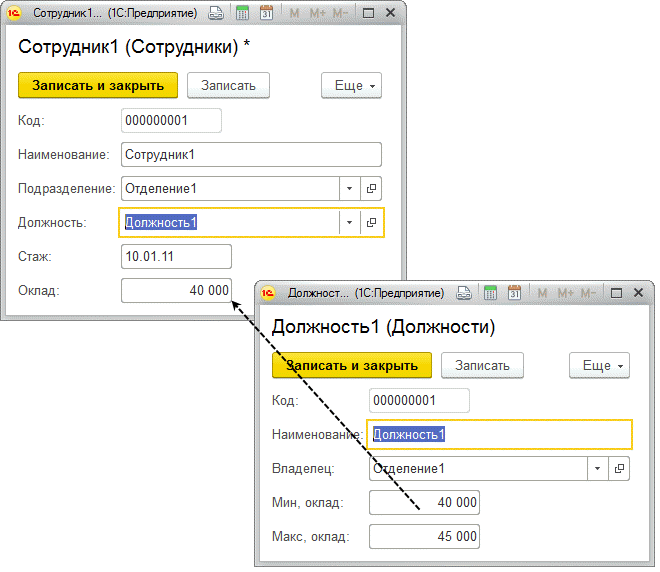 Сотрудник1... (1С:Предприятие) M M+ M-
Сотрудник1 (Сотрудники) *
Записать и закрыть Записать Еще
Код: 000000001
Наименование: Сотрудник1
Подразделение: Отделение1
Должность: Должность1
Стаж: 10.01.11
Оклад: 40 000
Должност... (1С:Предприятие) M M+ M-
Должность1 (Должности)
Записать и закрыть Записать Еще
Код: 000000001
Наименование: Должность1
Владелец: Отделение1
Мин, оклад: 40 000
Макс, оклад: 45 000